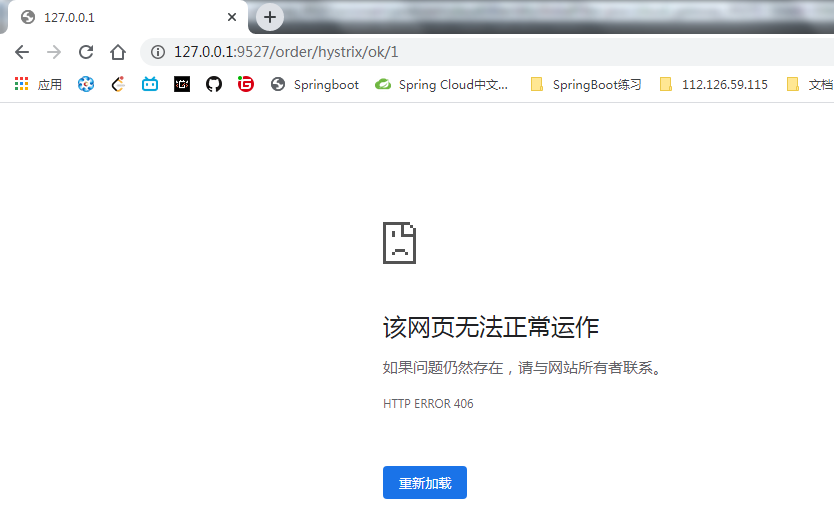 127.0.0.1
127.0.0.1:9527/order/hystrix/ok/1
应用 Springboot Spring Cloud中文... SpringBoot练习 112.126.59.115 文档
该网页无法正常运作
如果问题仍然存在，请与网站所有者联系。
HTTP ERROR 406
重新加载